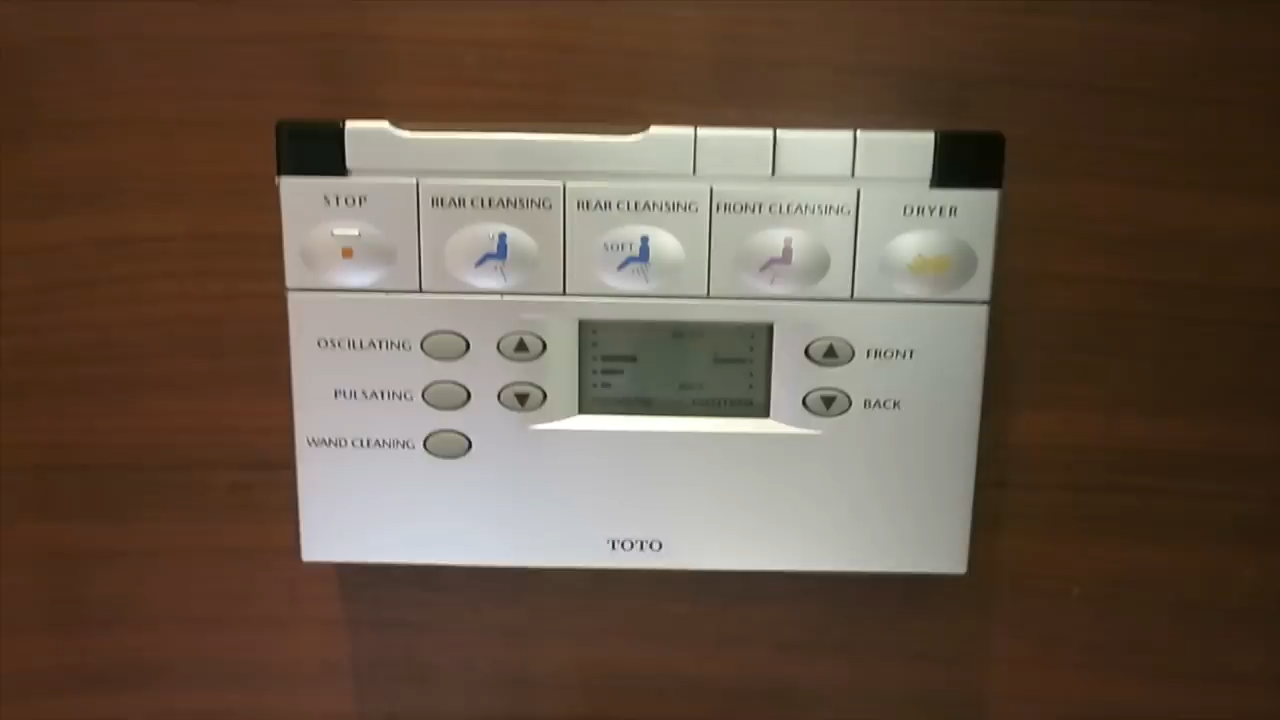 STOP
REAR CLEANSING
REAR CLEANSING
FRONT CLEANSING
DRYER
SOFT
OSCILLATING
FRONT
PULSATING
BACK
WAND CLEANING
TOTO